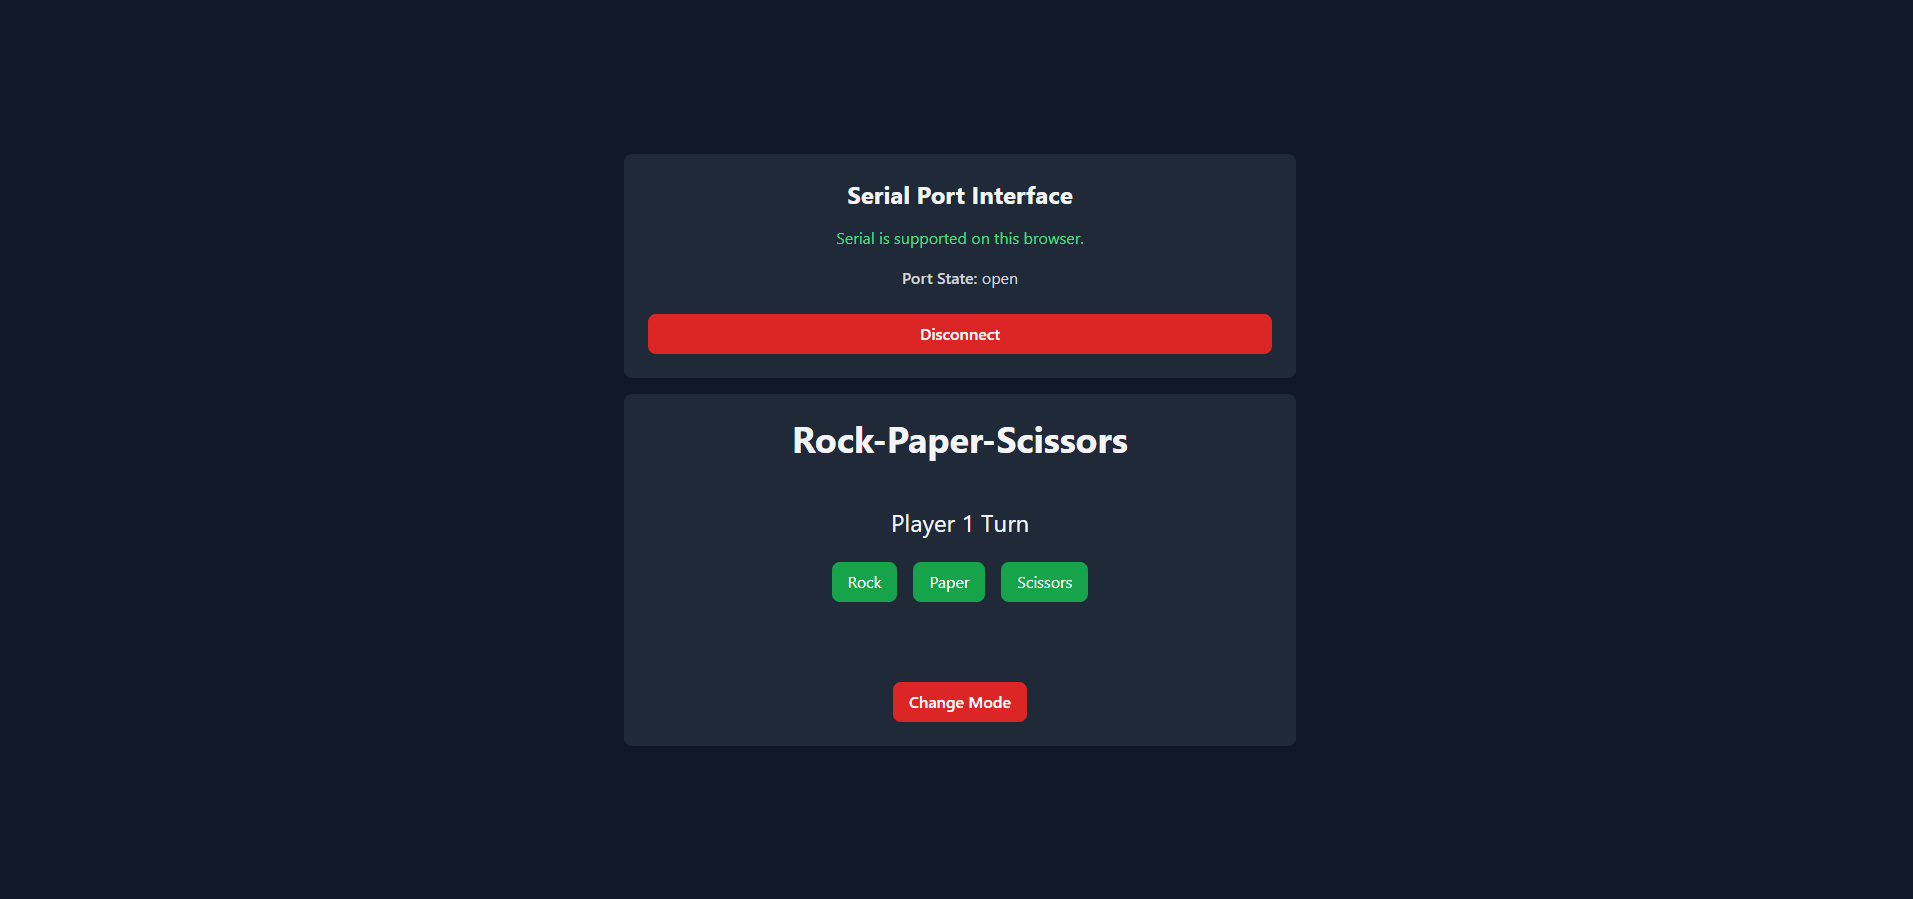 Serial Port Interface
Serial is supported on this browser.
Port State: open
Disconnect
Rock-Paper-Scissors
Player 1 Turn
Rock Paper Scissors
Change Mode